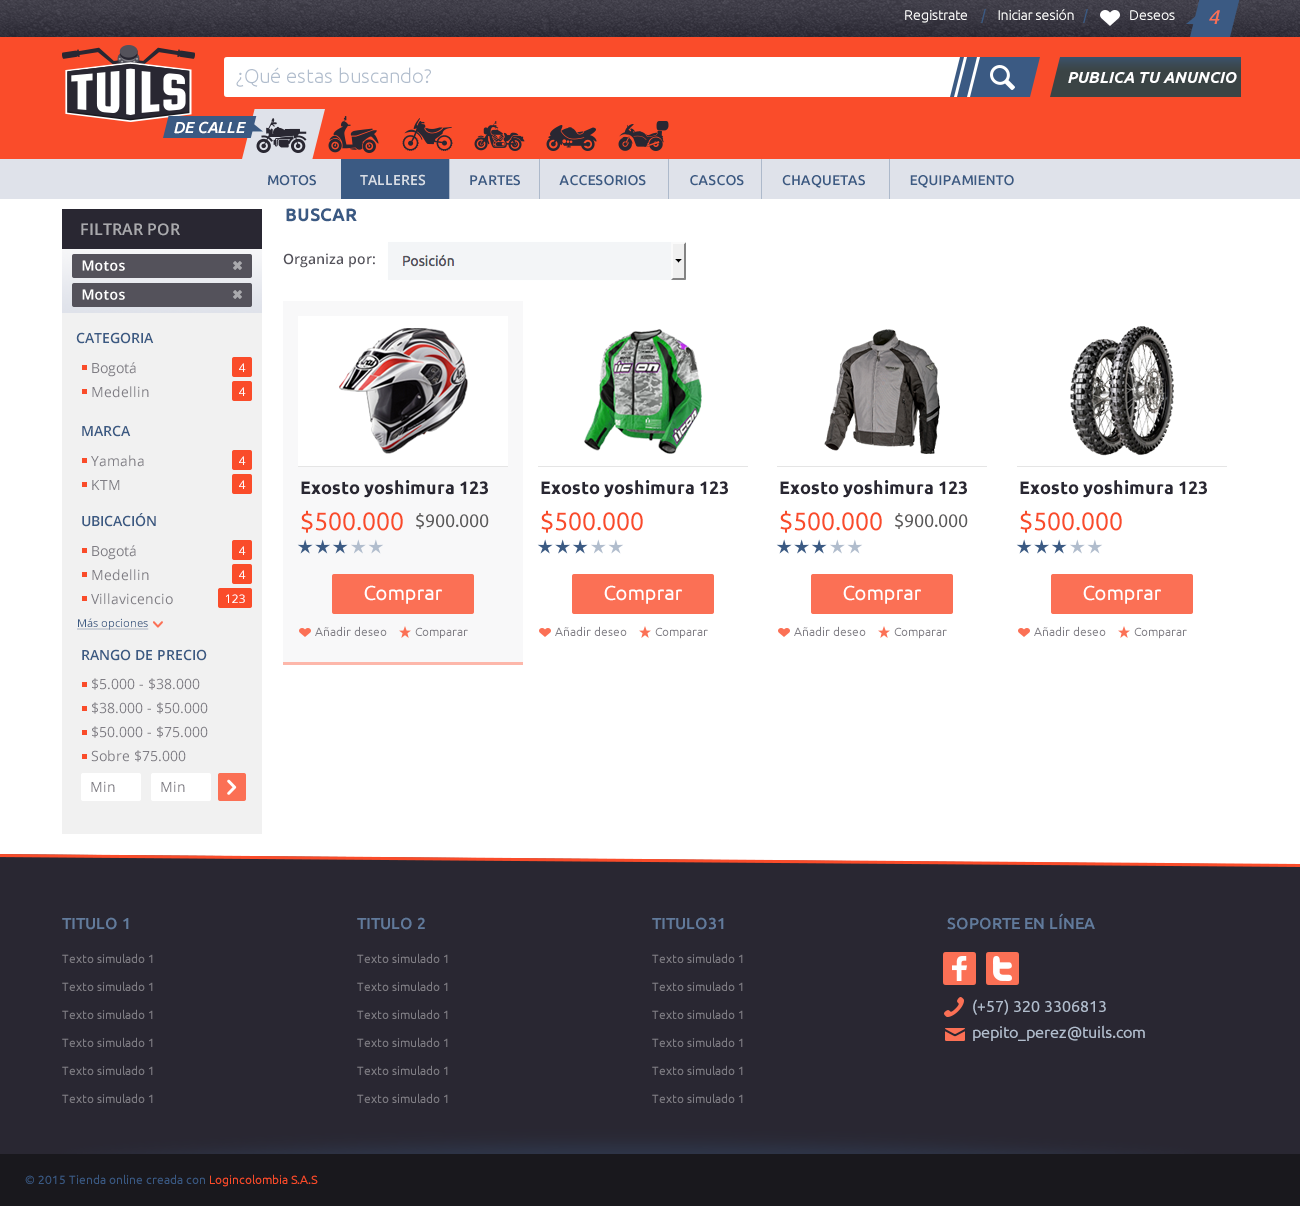 Registrate / Iniciar sesión / Deseos 4
TUILS
¿Qué estas buscando?
PUBLICA TU ANUNCIO
DE CALLE
MOTOS TALLERES PARTES ACCESORIOS CASCOS CHAQUETAS EQUIPAMIENTO
FILTRAR POR
Motos
Motos
CATEGORIA
Bogotá 4
Medellin 4
MARCA
Yamaha 4
KTM 4
UBICACIÓN
Bogotá 4
Medellin 4
Villavicencio 123
Más opciones
RANGO DE PRECIO
$5.000 - $38.000
$38.000 - $50.000
$50.000 - $75.000
Sobre $75.000
Min Min
BUSCAR
Organiza por: Posición
ICON
ICON
Exosto yoshimura 123
$500.000 $900.000
Comprar
Añadir deseo Comparar
Exosto yoshimura 123
$500.000
Comprar
Añadir deseo Comparar
Exosto yoshimura 123
$500.000 $900.000
Comprar
Añadir deseo Comparar
Exosto yoshimura 123
$500.000
Comprar
Añadir deseo Comparar
TITULO 1
Texto simulado 1
Texto simulado 1
Texto simulado 1
Texto simulado 1
Texto simulado 1
Texto simulado 1
TITULO 2
Texto simulado 1
Texto simulado 1
Texto simulado 1
Texto simulado 1
Texto simulado 1
Texto simulado 1
TITULO31
Texto simulado 1
Texto simulado 1
Texto simulado 1
Texto simulado 1
Texto simulado 1
Texto simulado 1
SOPORTE EN LÍNEA
(+57) 320 3306813
pepito_perez@tuils.com
© 2015 Tienda online creada con Logincolombia S.A.S